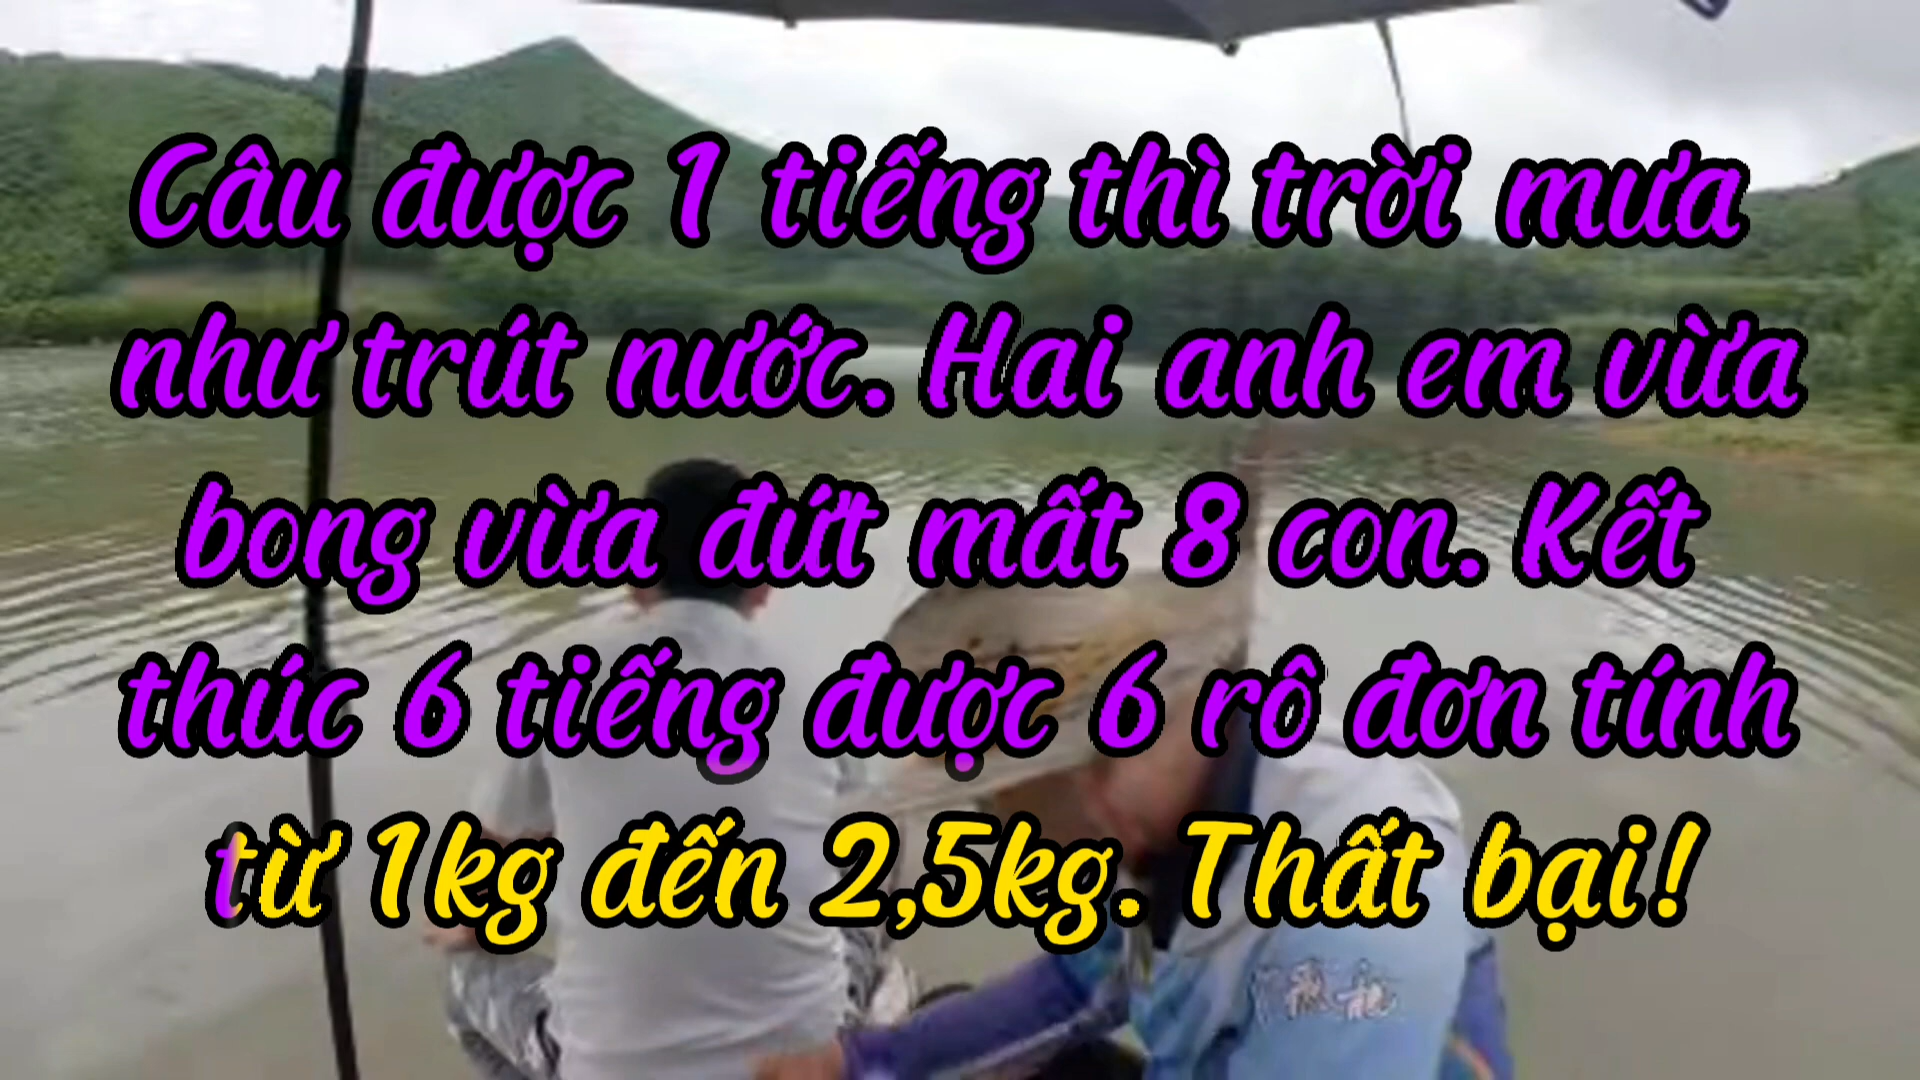 Câu được 1 tiếng thì trời mưa
như trút nước. Hai anh em vừa
bong vừa đứt mất 8 con. Kết
thúc 6 tiếng được 6 rô đơn tính
từ 1kg đến 2,5kg. Thất bại!